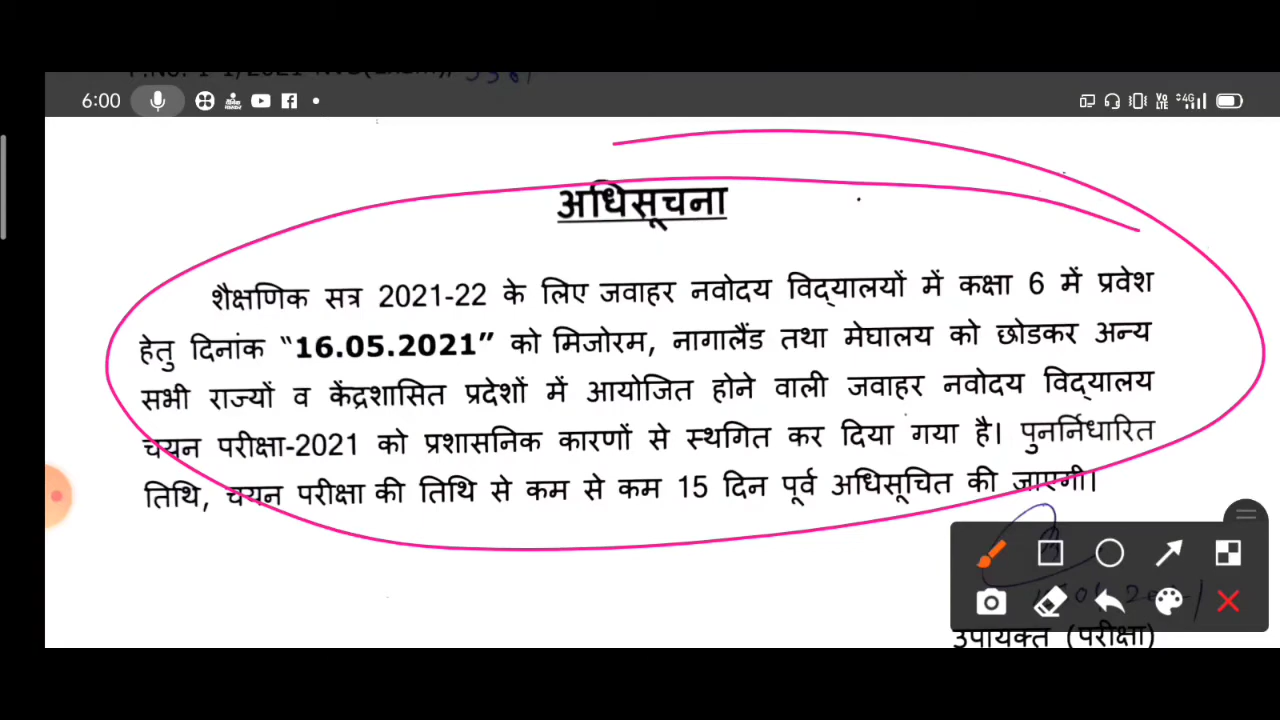 6:00
अधिसूचना
शैक्षणिक सत्र 2021-22 के लिए जवाहर नवोदय विद्यालयों में कक्षा 6 में प्रवेश
हेतु दिनांक “16.05.2021” को मिजोरम, नागालैंड तथा मेघालय को छोडकर अन्य
सभी राज्यों व केंद्रशासित प्रदेशों में आयोजित होने वाली जवाहर नवोदय विद्यालय
चयन परीक्षा-2021 को प्रशासनिक कारणों से स्थगित कर दिया गया है। पुनर्निधारित
तिथि, चयन परीक्षा की तिथि से कम से कम 15 दिन पूर्व अधिसूचित की जाएगी।
उपायुक्त (परीक्षा)